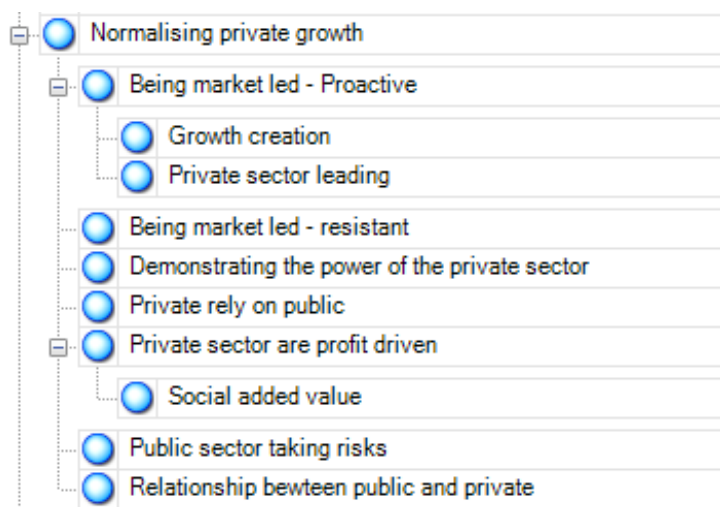 Normalising private growth
Being market led - Proactive
Growth creation
Private sector leading
Being market led - resistant
Demonstrating the power of the private sector
Private rely on public
Private sector are profit driven
Social added value
Public sector taking risks
Relationship bewteen public and private